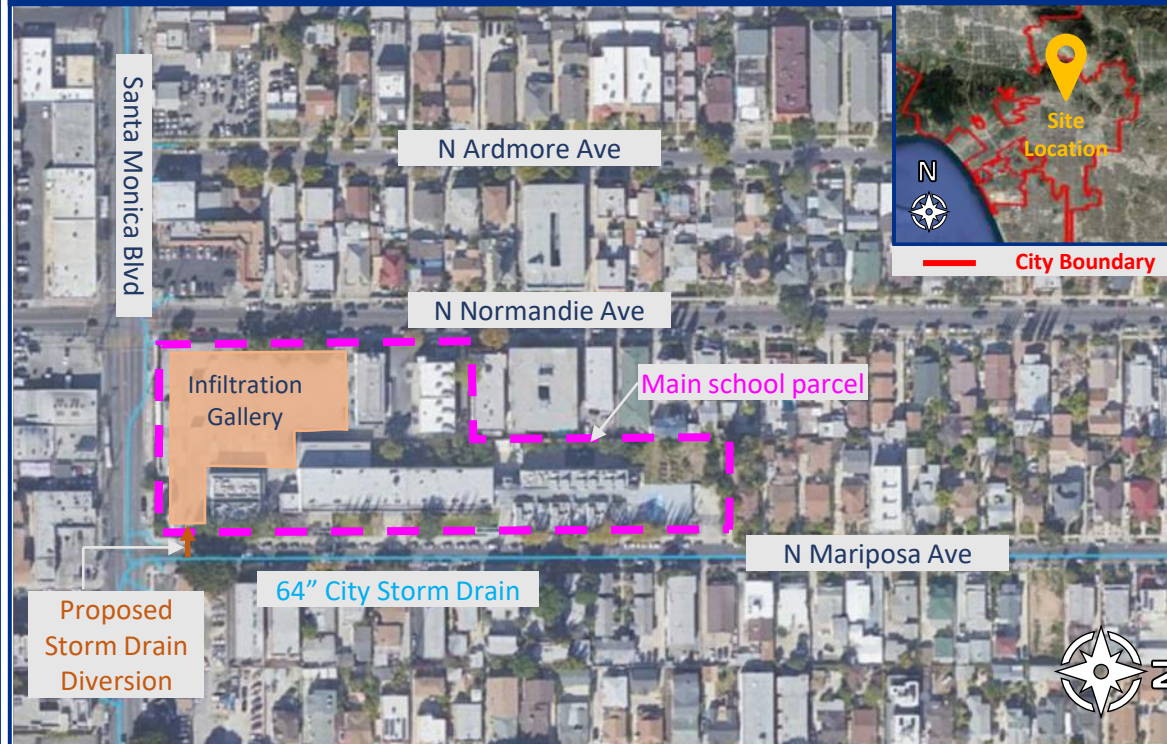 Santa Monica Blvd
N Ardmore Ave
Site
Location
N
City Boundary
N Normandie Ave
Infiltration
Gallery
Main school parcel
N Mariposa Ave
64” City Storm Drain
Proposed
Storm Drain
Diversion
N